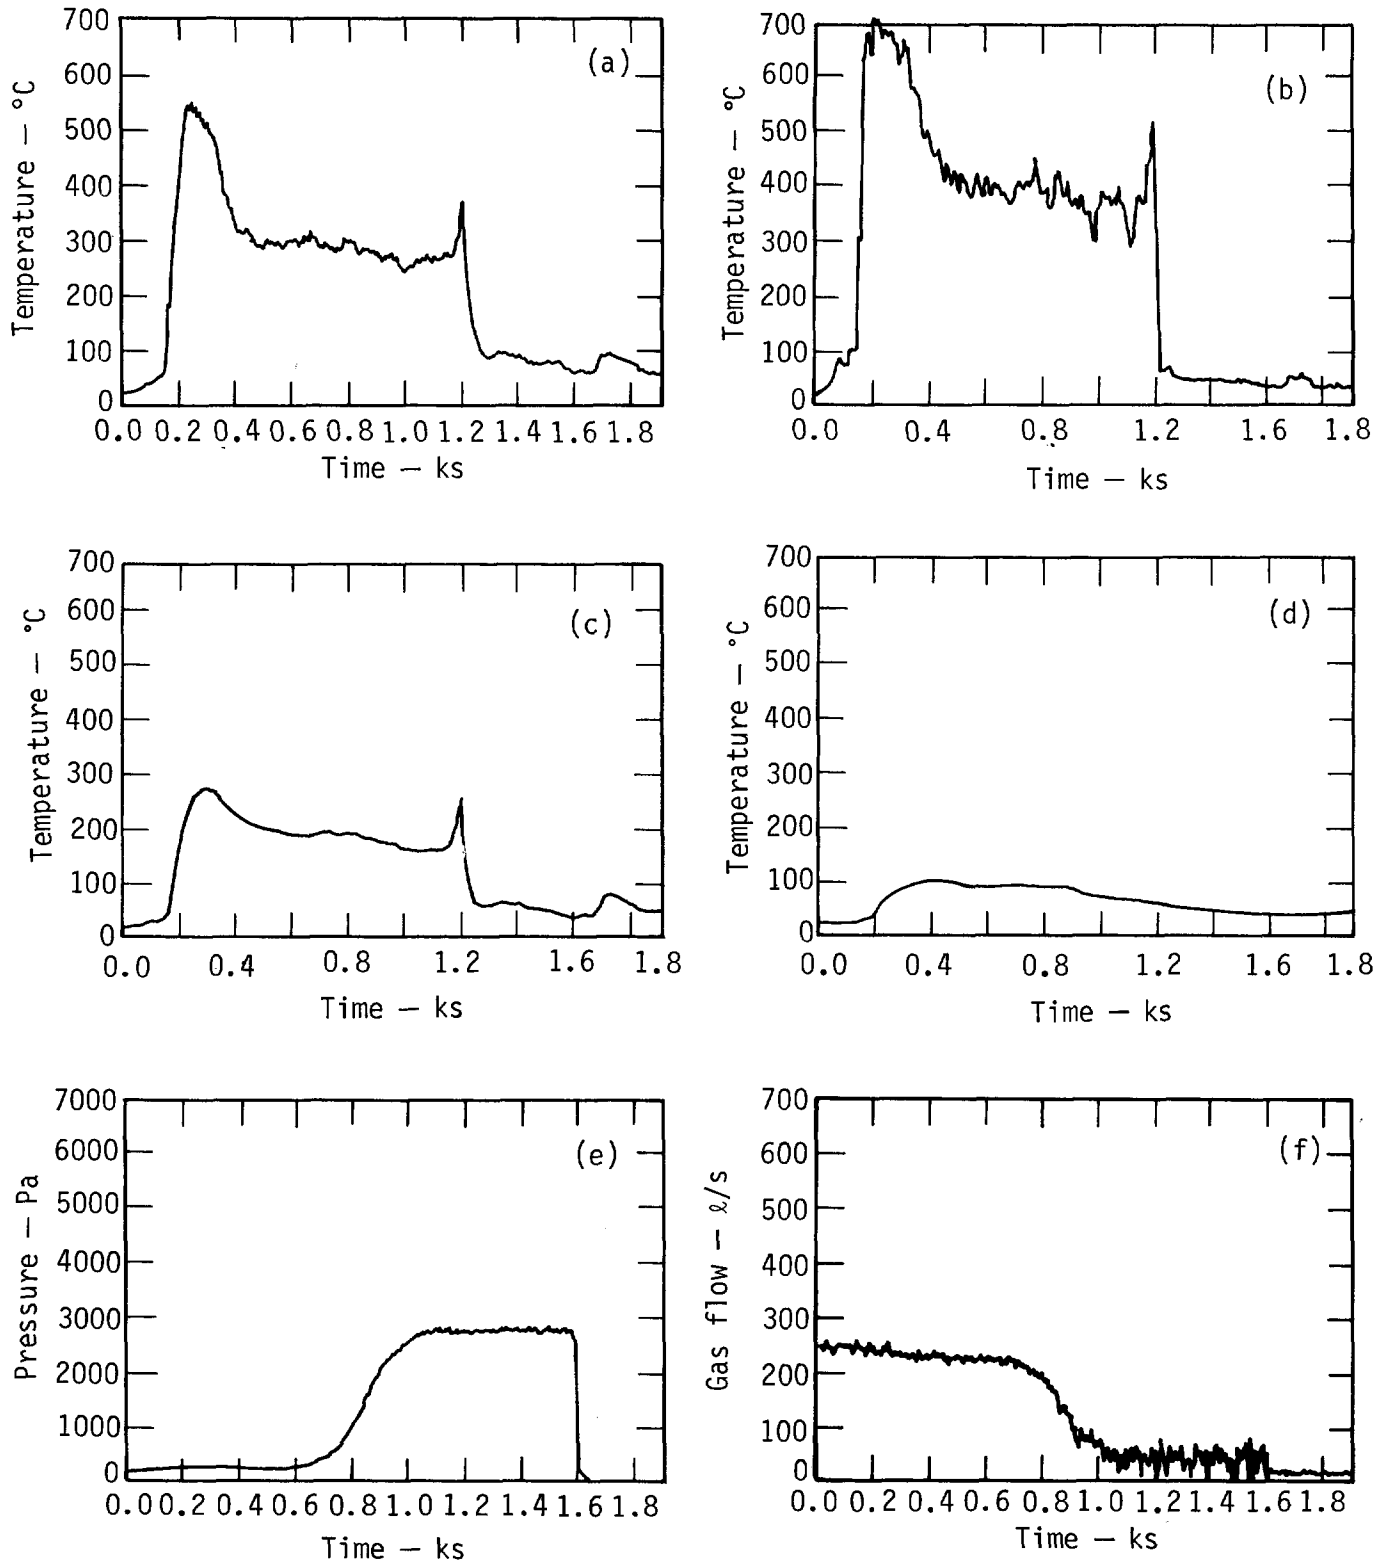 700
600
500
400
300
200
100
0
Temperature — °C
(a)
0.0 0.2 0.4 0.6 0.8 1.0 1.2 1.4 1.6 1.8
Time — ks
700
600
500
400
300
200
100
0
Temperature — °C
(b)
0.0 0.4 0.8 1.2 1.6 1.8
Time — ks
700
600
500
400
300
200
100
0
Temperature — °C
(c)
0.0 0.4 0.8 1.2 1.6 1.8
Time — ks
700
600
500
400
300
200
100
0
Temperature — °C
(d)
0.0 0.4 0.8 1.2 1.6 1.8
Time — ks
7000
6000
5000
4000
3000
2000
1000
0
Pressure — Pa
(e)
0.0 0.2 0.4 0.6 0.8 1.0 1.2 1.4 1.6 1.8
Time — ks
700
600
500
400
300
200
100
0
Gas flow — ℓ/s
(f)
0.0 0.2 0.4 0.6 0.8 1.0 1.2 1.4 1.6 1.8
Time — ks